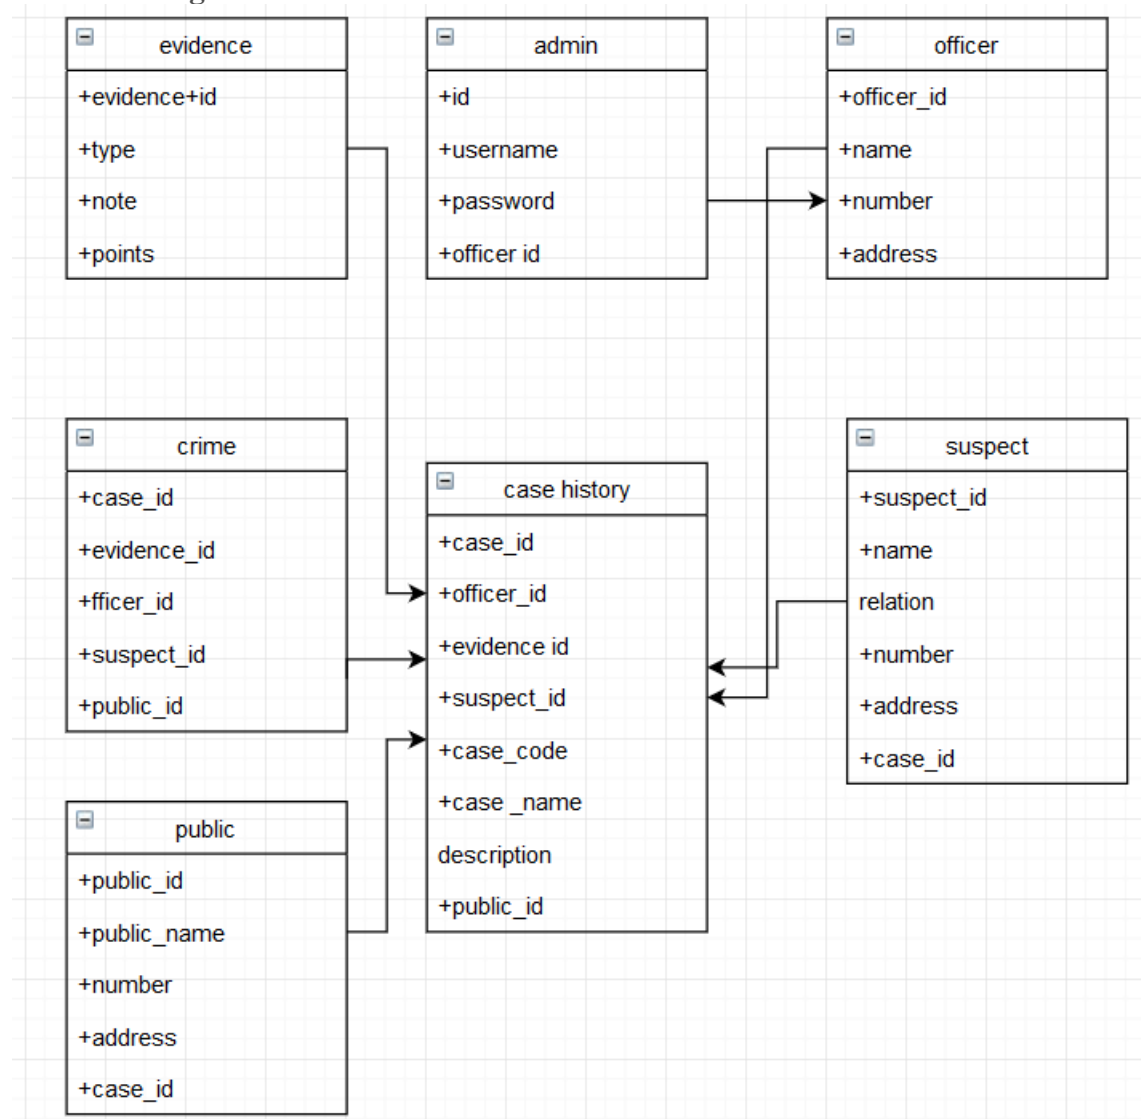 evidence
+evidence+id
+type
+note
+points
admin
+id
+username
+password
+officer id
officer
+officer_id
+name
+number
+address
crime
+case_id
+evidence_id
+fficer_id
+suspect_id
+public_id
case history
+case_id
+officer_id
+evidence id
+suspect_id
+case_code
+case _name
description
+public_id
suspect
+suspect_id
+name
relation
+number
+address
+case_id
public
+public_id
+public_name
+number
+address
+case_id